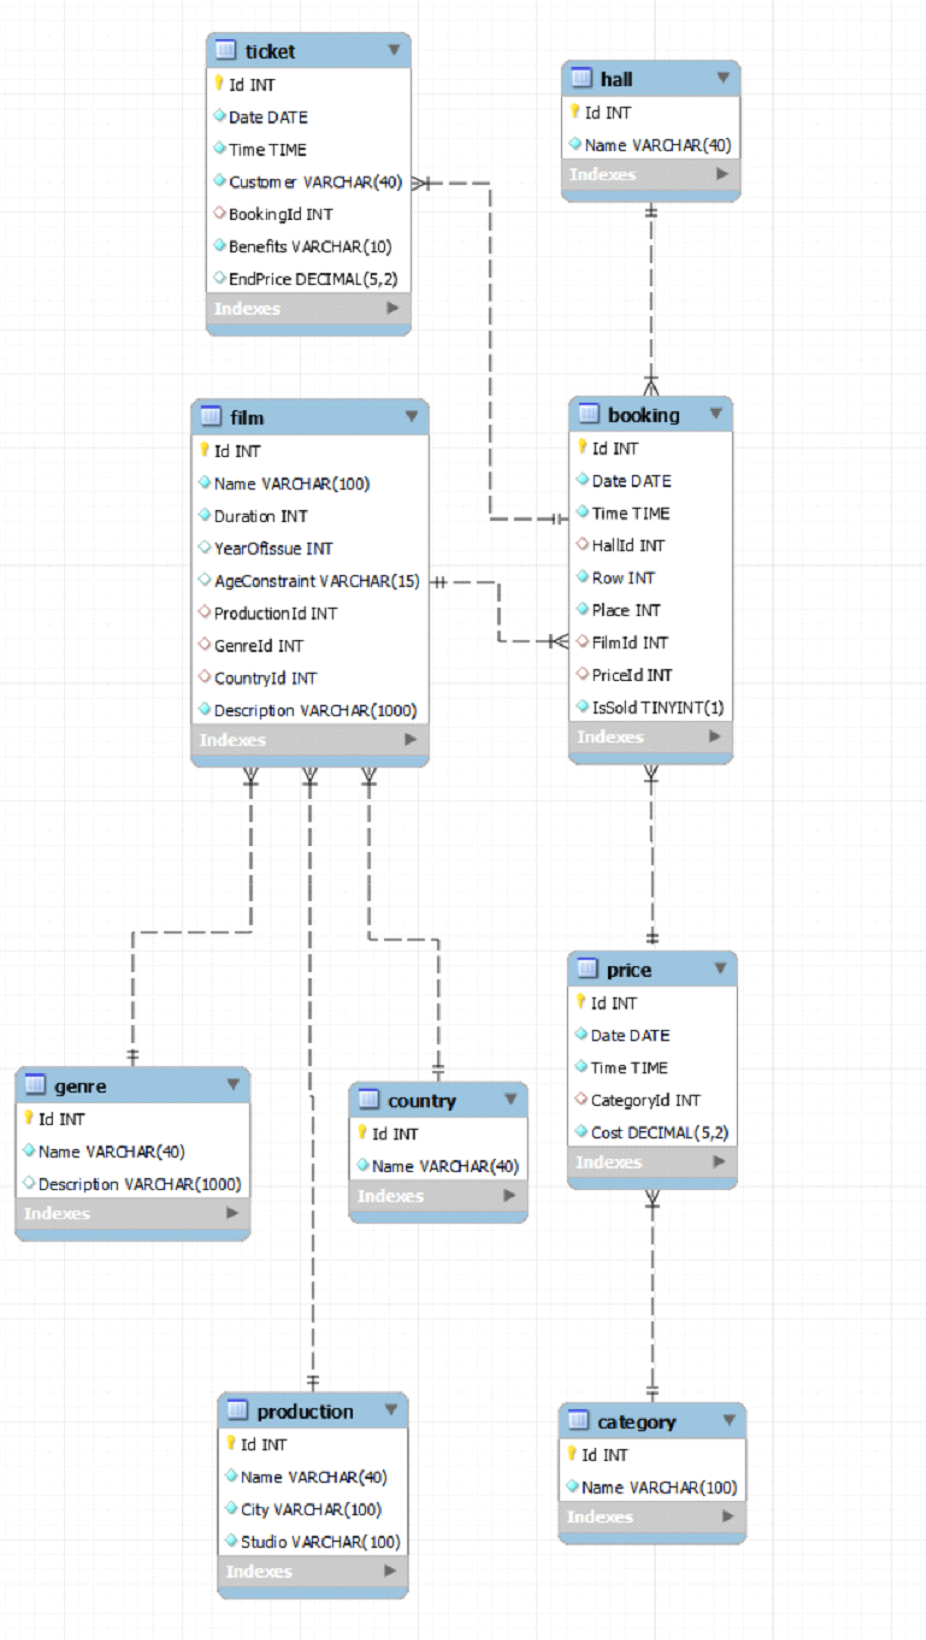 ticket
Id INT
Date DATE
Time TIME
Customer VARCHAR(40)
BookingId INT
Benefits VARCHAR(10)
EndPrice DECIMAL(5,2)
Indexes
hall
Id INT
Name VARCHAR(40)
Indexes
film
Id INT
Name VARCHAR(100)
Duration INT
YearOfIssue INT
AgeConstraint VARCHAR(15)
ProductionId INT
GenreId INT
CountryId INT
Description VARCHAR(1000)
Indexes
booking
Id INT
Date DATE
Time TIME
HallId INT
Row INT
Place INT
FilmId INT
PriceId INT
IsSold TINYINT(1)
Indexes
price
Id INT
Date DATE
Time TIME
CategoryId INT
Cost DECIMAL(5,2)
Indexes
genre
Id INT
Name VARCHAR(40)
Description VARCHAR(1000)
Indexes
country
Id INT
Name VARCHAR(40)
Indexes
production
Id INT
Name VARCHAR(40)
City VARCHAR(100)
Studio VARCHAR(100)
Indexes
category
Id INT
Name VARCHAR(100)
Indexes